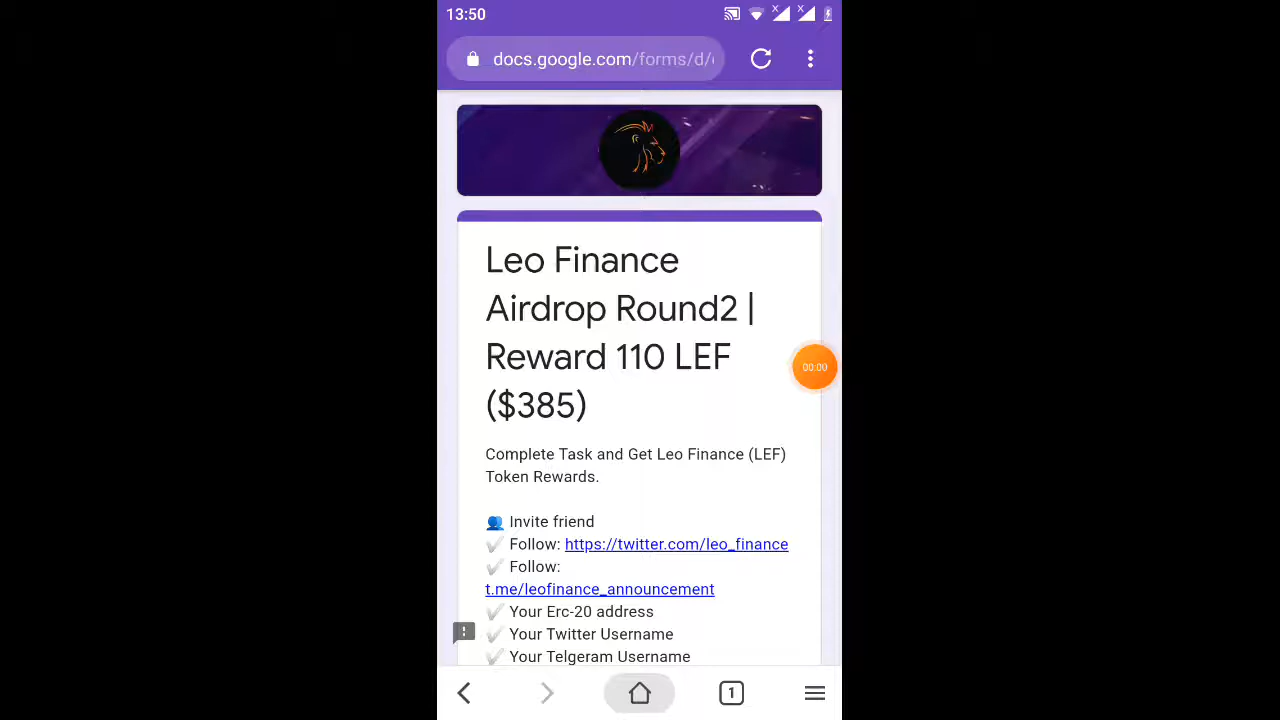 13:50
docs.google.com/forms/d/
Leo Finance
Airdrop Round2 |
Reward 110 LEF
($385)
00:00
Complete Task and Get Leo Finance (LEF)
Token Rewards.
👥 Invite friend
✔ Follow: https://twitter.com/leo_finance
✔ Follow:
t.me/leofinance_announcement
✔ Your Erc-20 address
✔ Your Twitter Username
✔ Your Telgeram Username
1